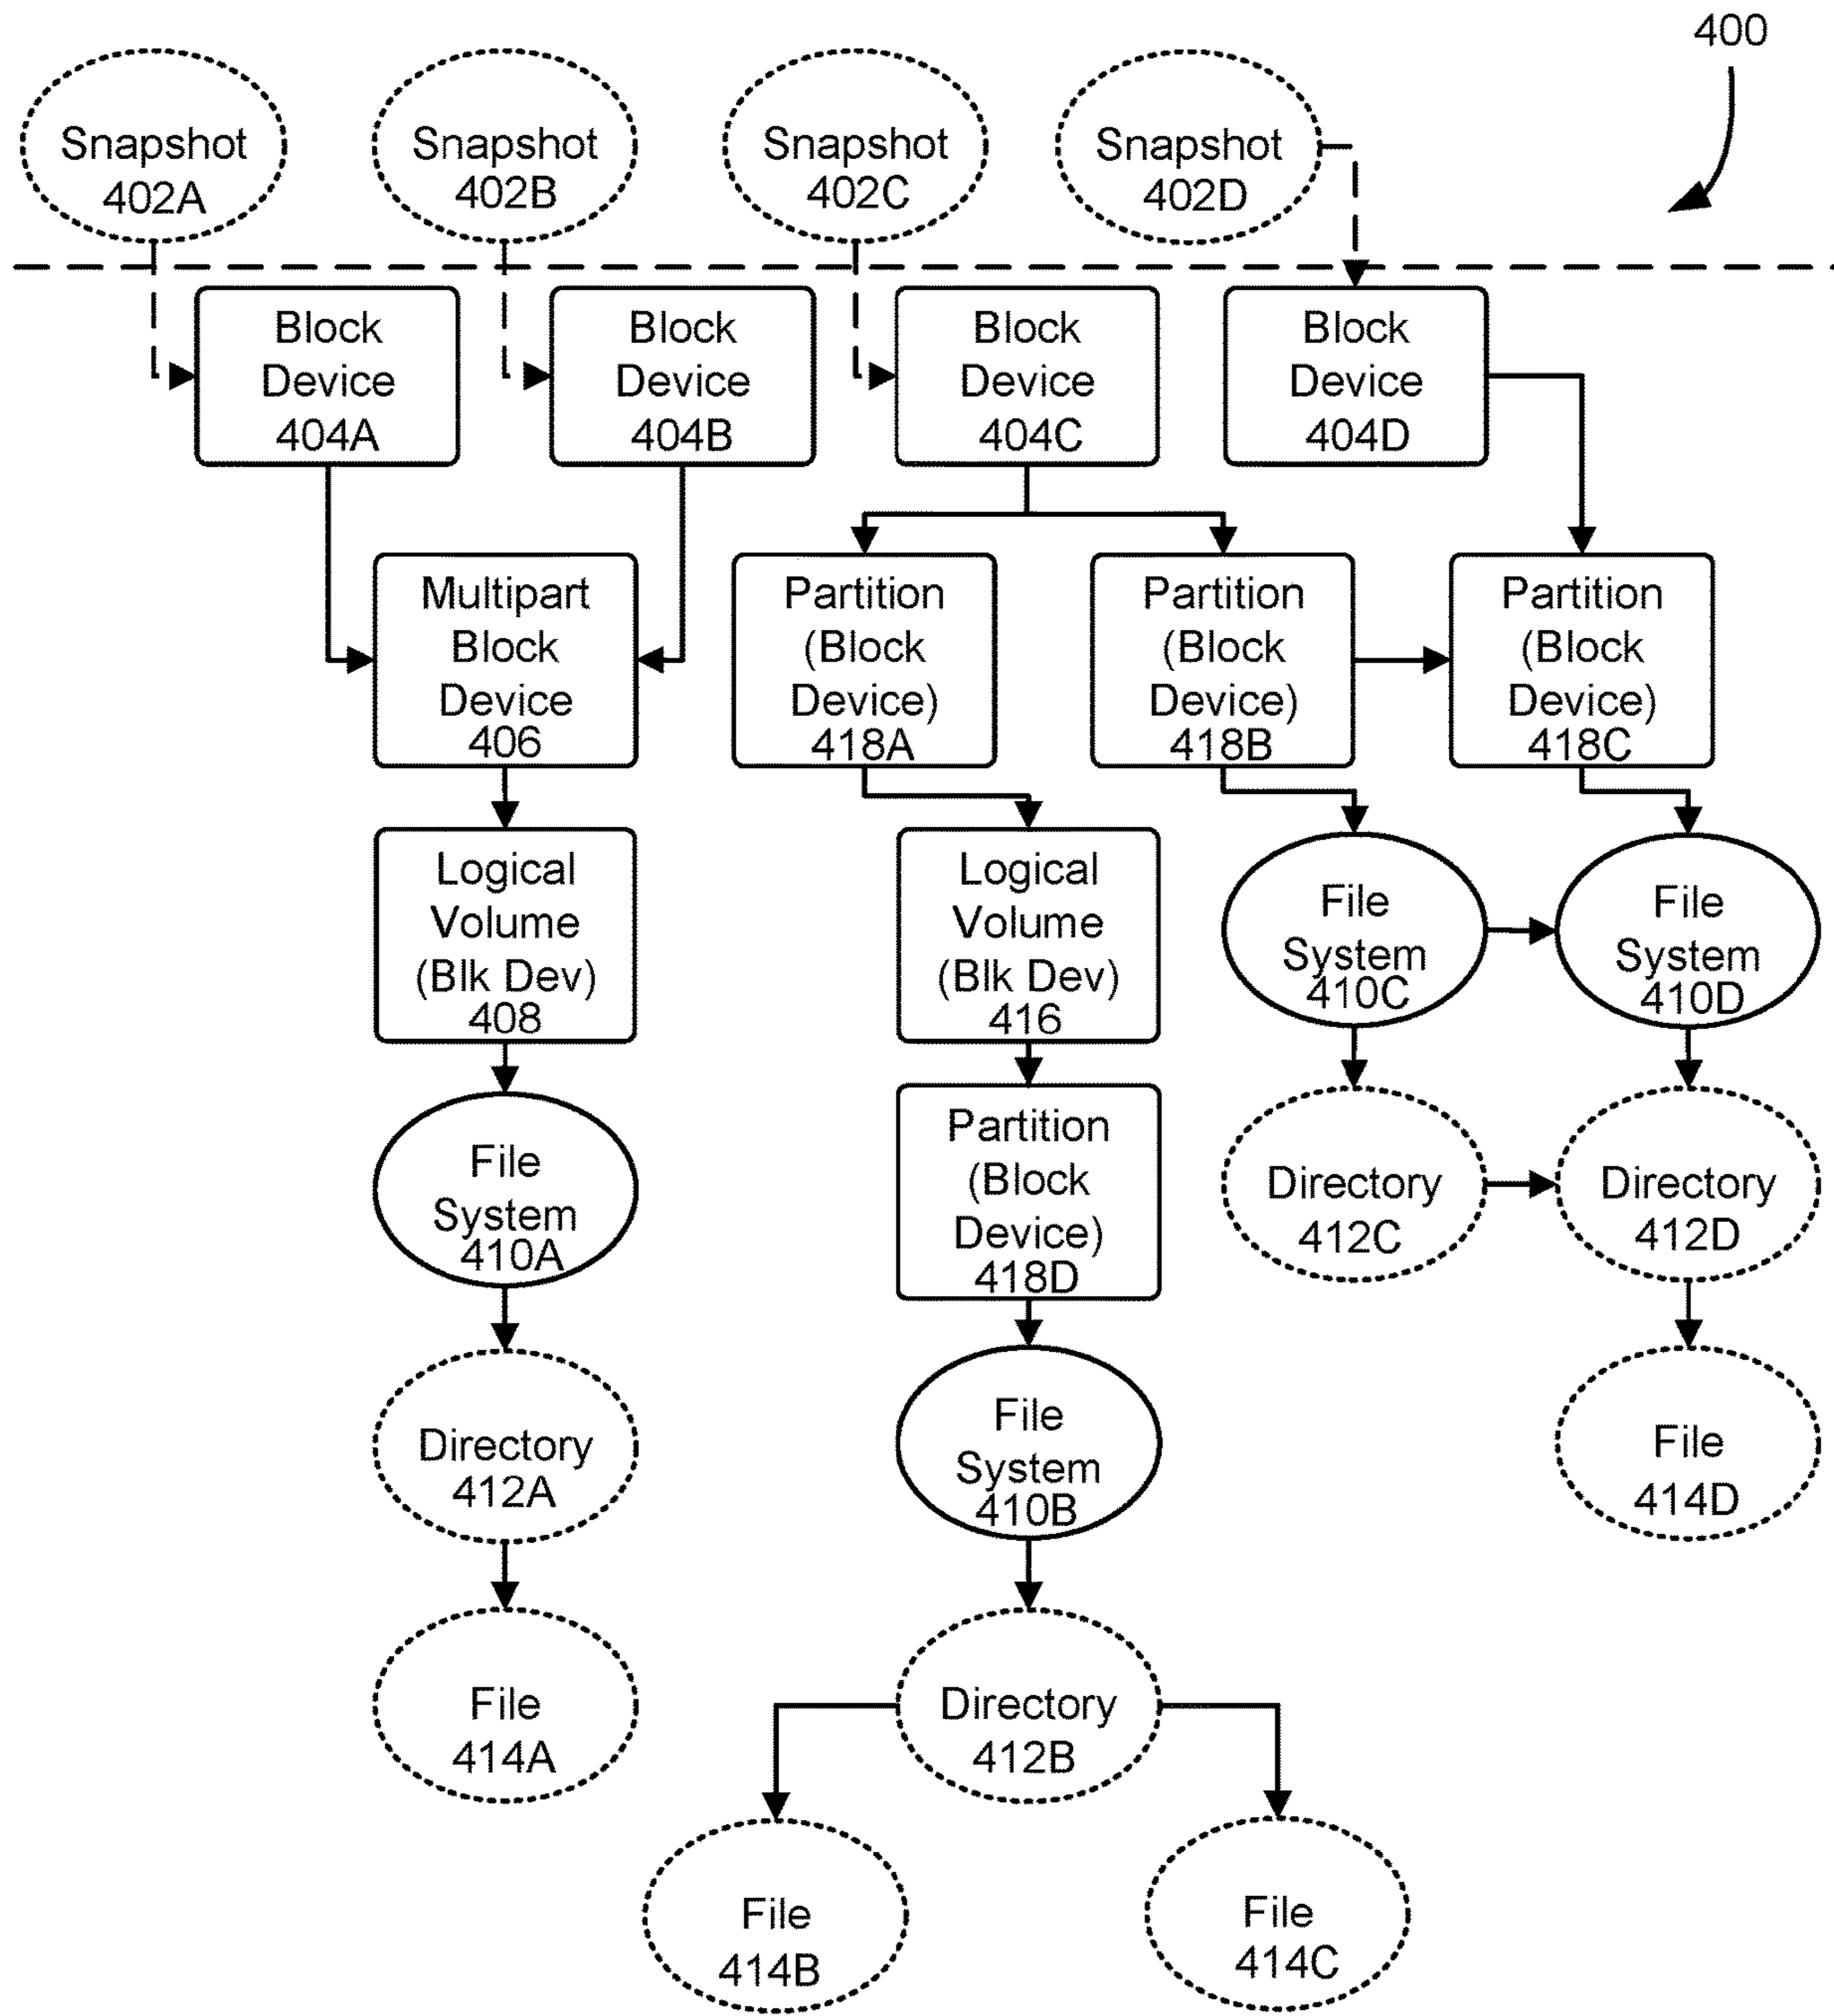 400
Snapshot
402A
Snapshot
402B
Snapshot
402C
Snapshot
402D
Block
Device
404A
Block
Device
404B
Block
Device
404C
Block
Device
404D
Multipart
Block
Device
406
Partition
(Block
Device)
418A
Partition
(Block
Device)
418B
Partition
(Block
Device)
418C
Logical
Volume
(Blk Dev)
408
Logical
Volume
(Blk Dev)
416
File
System
410C
File
System
410D
File
System
410A
Partition
(Block
Device)
418D
Directory
412C
Directory
412D
Directory
412A
File
System
410B
File
414D
File
414A
Directory
412B
File
414B
File
414C